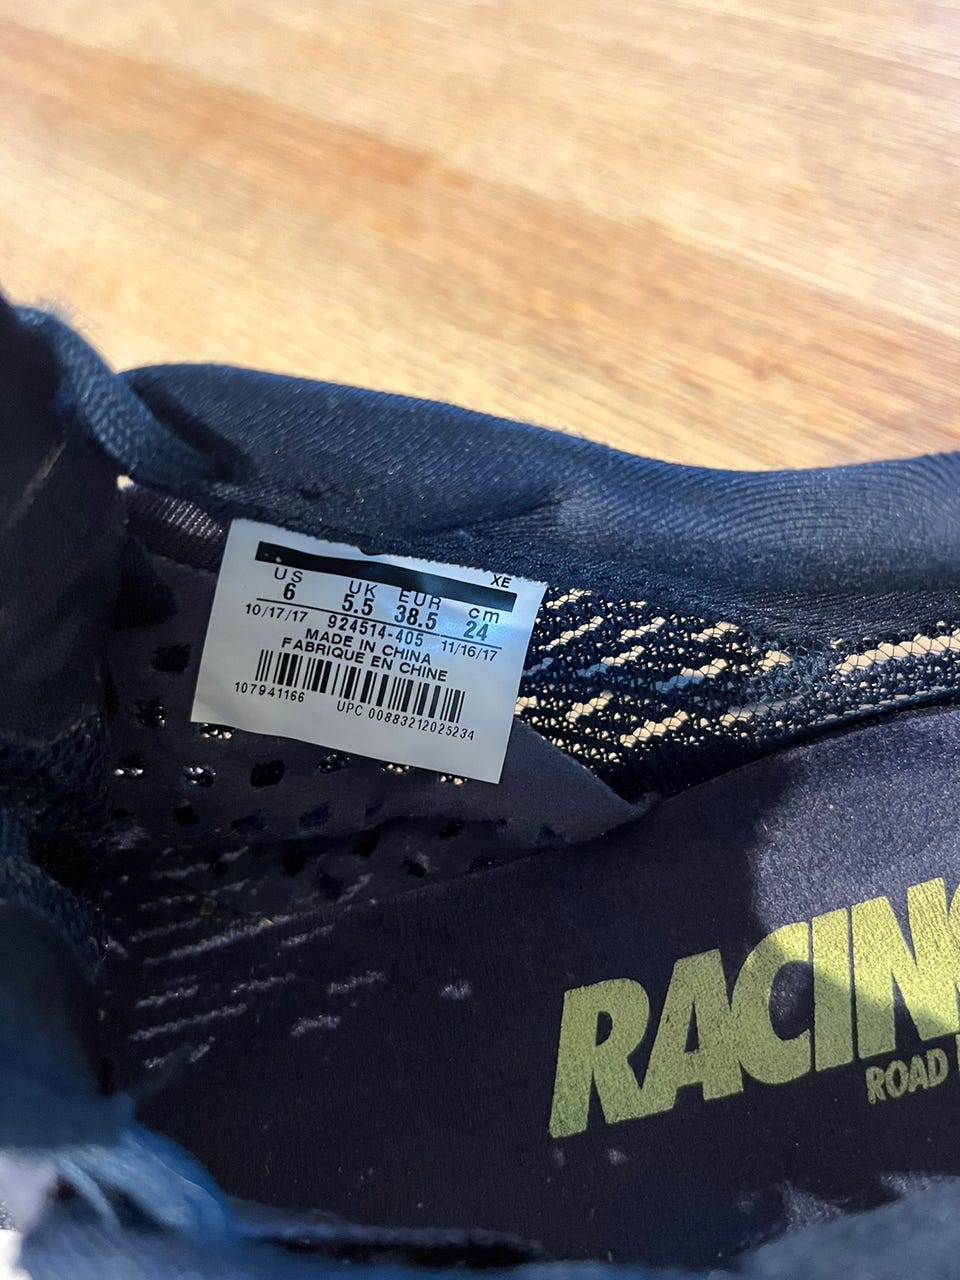 XE
US UK EUR cm
6 5.5 38.5 24
10/17/17 924514-405 11/16/17
MADE IN CHINA
FABRIQUE EN CHINE
107941166 UPC 00883212025234
RACING
ROAD